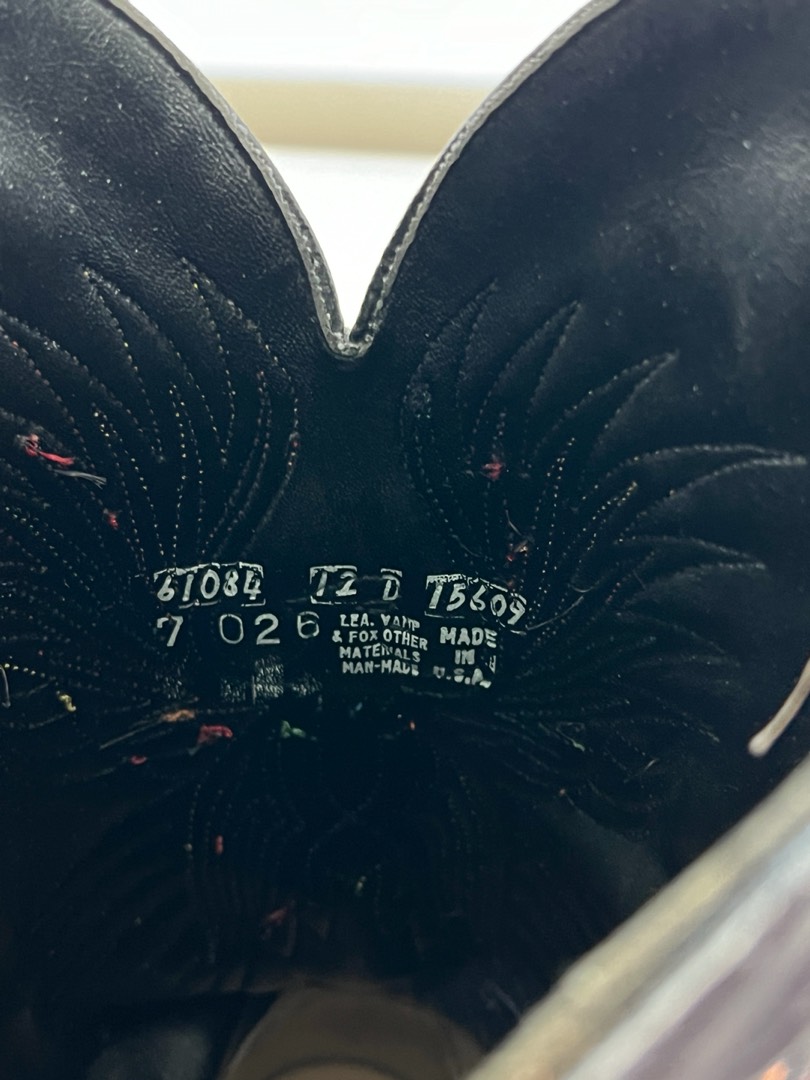 61084 12 D 15609
7 026
LEA. VAMP
& FOX OTHER
MATERIALS
MAN-MADE
MADE
IN
U.S.A.